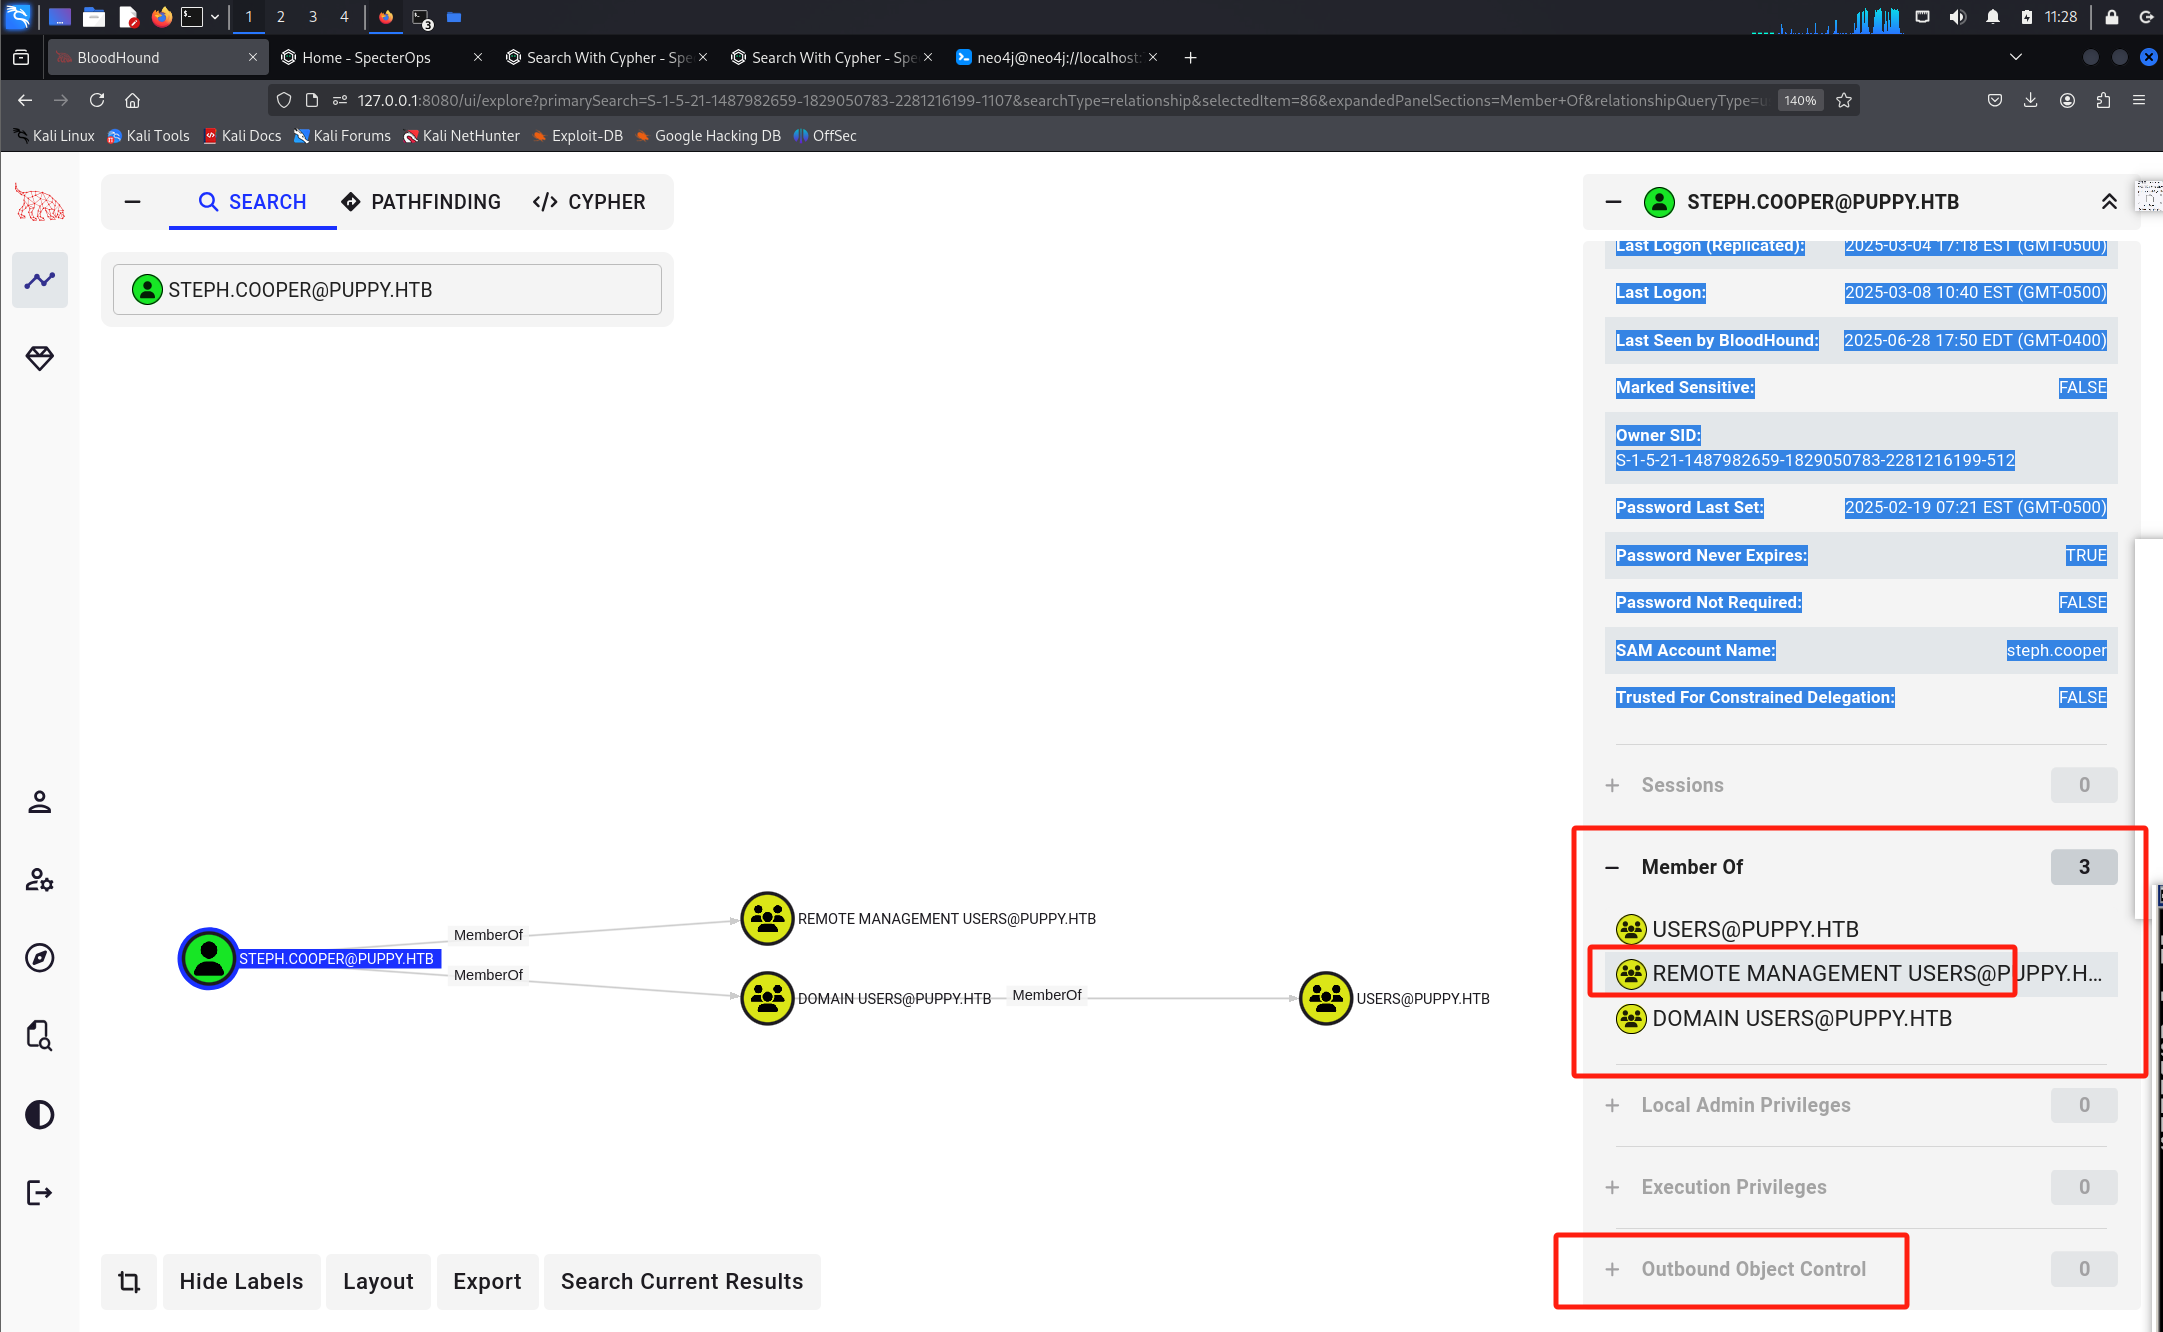 1 2 3 4 3 11:28
BloodHound Home - SpecterOps Search With Cypher - Spe Search With Cypher - Spe neo4j@neo4j://localhost:
127.0.0.1:8080/ui/explore?primarySearch=S-1-5-21-1487982659-1829050783-2281216199-1107&searchType=relationship&selectedItem=86&expandedPanelSections=Member+Of&relationshipQueryType=u 140%
Kali Linux Kali Tools Kali Docs Kali Forums Kali NetHunter Exploit-DB Google Hacking DB OffSec
SEARCH PATHFINDING </> CYPHER
STEPH.COOPER@PUPPY.HTB
MemberOf
MemberOf
STEPH.COOPER@PUPPY.HTB
REMOTE MANAGEMENT USERS@PUPPY.HTB
DOMAIN USERS@PUPPY.HTB
MemberOf
USERS@PUPPY.HTB
Hide Labels Layout Export Search Current Results
STEPH.COOPER@PUPPY.HTB
Last Logon (Replicated): 2025-03-04 17:18 EST (GMT-0500)
Last Logon: 2025-03-08 10:40 EST (GMT-0500)
Last Seen by BloodHound: 2025-06-28 17:50 EDT (GMT-0400)
Marked Sensitive: FALSE
Owner SID:
S-1-5-21-1487982659-1829050783-2281216199-512
Password Last Set: 2025-02-19 07:21 EST (GMT-0500)
Password Never Expires: TRUE
Password Not Required: FALSE
SAM Account Name: steph.cooper
Trusted For Constrained Delegation: FALSE
Sessions 0
Member Of 3
USERS@PUPPY.HTB
REMOTE MANAGEMENT USERS@PUPPY.H...
DOMAIN USERS@PUPPY.HTB
Local Admin Privileges 0
Execution Privileges 0
Outbound Object Control 0